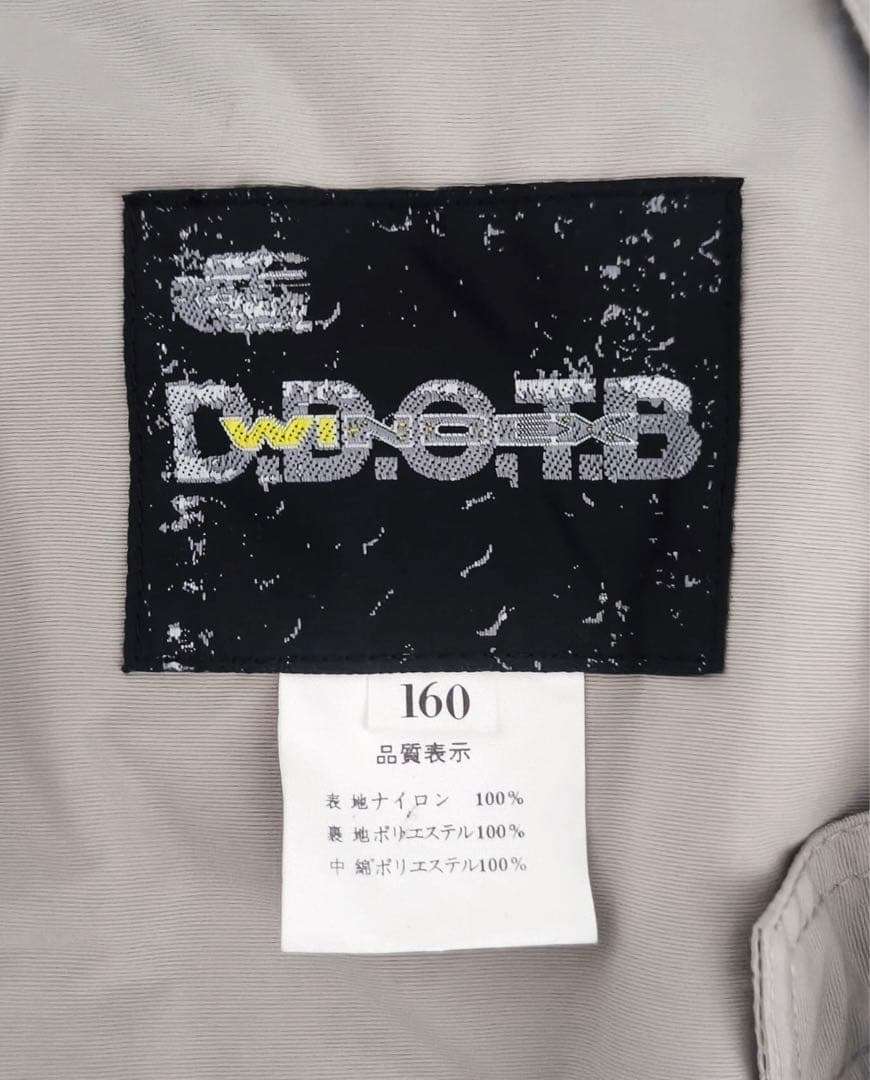 D.D.O.T.B
WINGEX
160
品質表示
表地ナイロン 100%
裏地ポリエステル100%
中綿ポリエステル100%